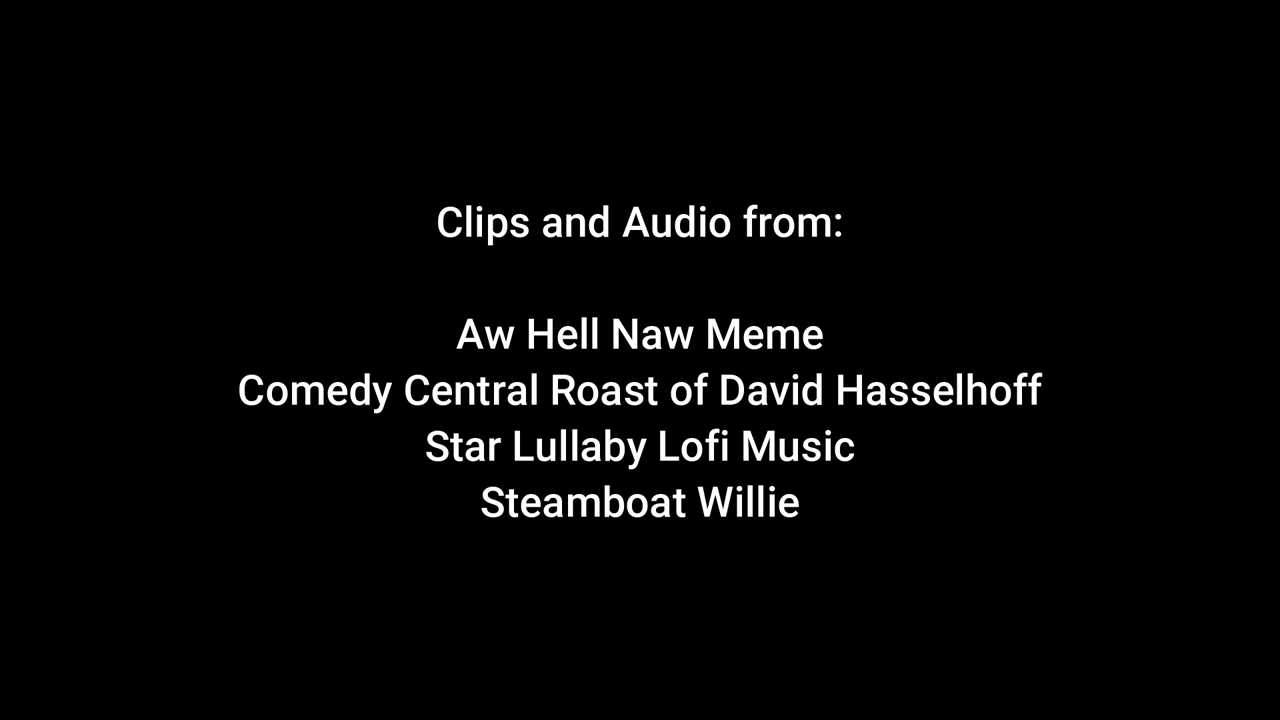 Clips and Audio from:
Aw Hell Naw Meme
Comedy Central Roast of David Hasselhoff
Star Lullaby Lofi Music
Steamboat Willie